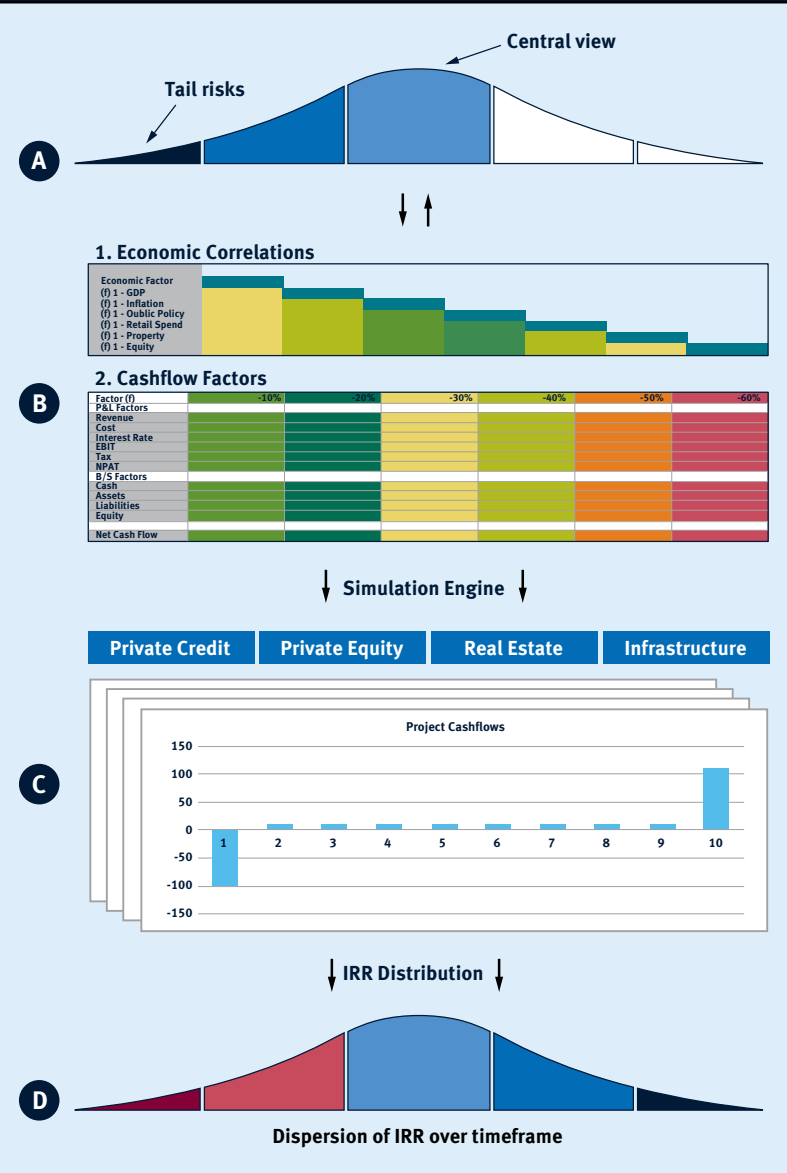 Central view
Tail risks
A
1. Economic Correlations
Economic Factor
(f) 1 - GDP
(f) 1 - Inflation
(f) 1 - Oublic Policy
(f) 1 - Retail Spend
(f) 1 - Property
(f) 1 - Equity
B
2. Cashflow Factors
Factor (f) -10% -20% -30% -40% -50% -60%
P&L Factors
Revenue
Cost
Interest Rate
EBIT
Tax
NPAT
B/S Factors
Cash
Assets
Liabilities
Equity
Net Cash Flow
Simulation Engine
Private Credit Private Equity Real Estate Infrastructure
C
Project Cashflows
150
100
50
0
1 2 3 4 5 6 7 8 9 10
-50
-100
-150
IRR Distribution
D
Dispersion of IRR over timeframe